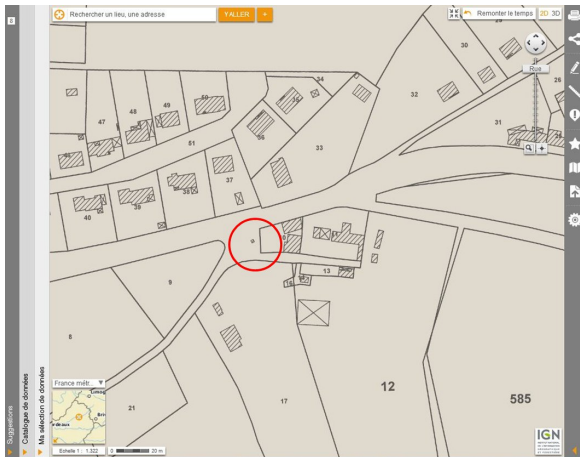 Rechercher un lieu, une adresse
Y ALLER
+
Remonter le temps
2D 3D
Rue
30
26
34
32
50
49
48
47
35
31
51
36
33
37
38
39
40
9
13
8
12
585
17
21
Suggestions
Catalogue de données
Ma sélection de données
France métr...
Limog
Echelle 1 : 1,322
0
20 m
IGN